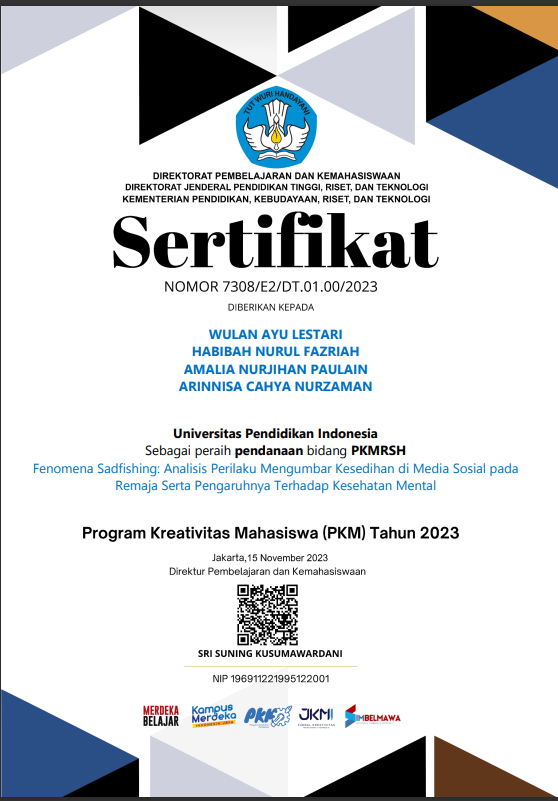 TUT WURI HANDAYANI
DIREKTORAT PEMBELAJARAN DAN KEMAHASISWAAN
DIREKTORAT JENDERAL PENDIDIKAN TINGGI, RISET, DAN TEKNOLOGI
KEMENTERIAN PENDIDIKAN, KEBUDAYAAN, RISET, DAN TEKNOLOGI
Sertifikat
NOMOR 7308/E2/DT.01.00/2023
DIBERIKAN KEPADA
WULAN AYU LESTARI
HABIBAH NURUL FAZRIAH
AMALIA NURJIHAN PAULAIN
ARINNISA CAHYA NURZAMAN
Universitas Pendidikan Indonesia
Sebagai peraih pendanaan bidang PKMRSH
Fenomena Sadfishing: Analisis Perilaku Mengumbar Kesedihan di Media Sosial pada
Remaja Serta Pengaruhnya Terhadap Kesehatan Mental
Program Kreativitas Mahasiswa (PKM) Tahun 2023
Jakarta,15 November 2023
Direktur Pembelajaran dan Kemahasiswaan
SRI SUNING KUSUMAWARDANI
NIP 196911221995122001
MERDEKA
BELAJAR
Kampus
Merdeka
INDONESIA JAYA
PKM
JKMI
SIMBELMAWA